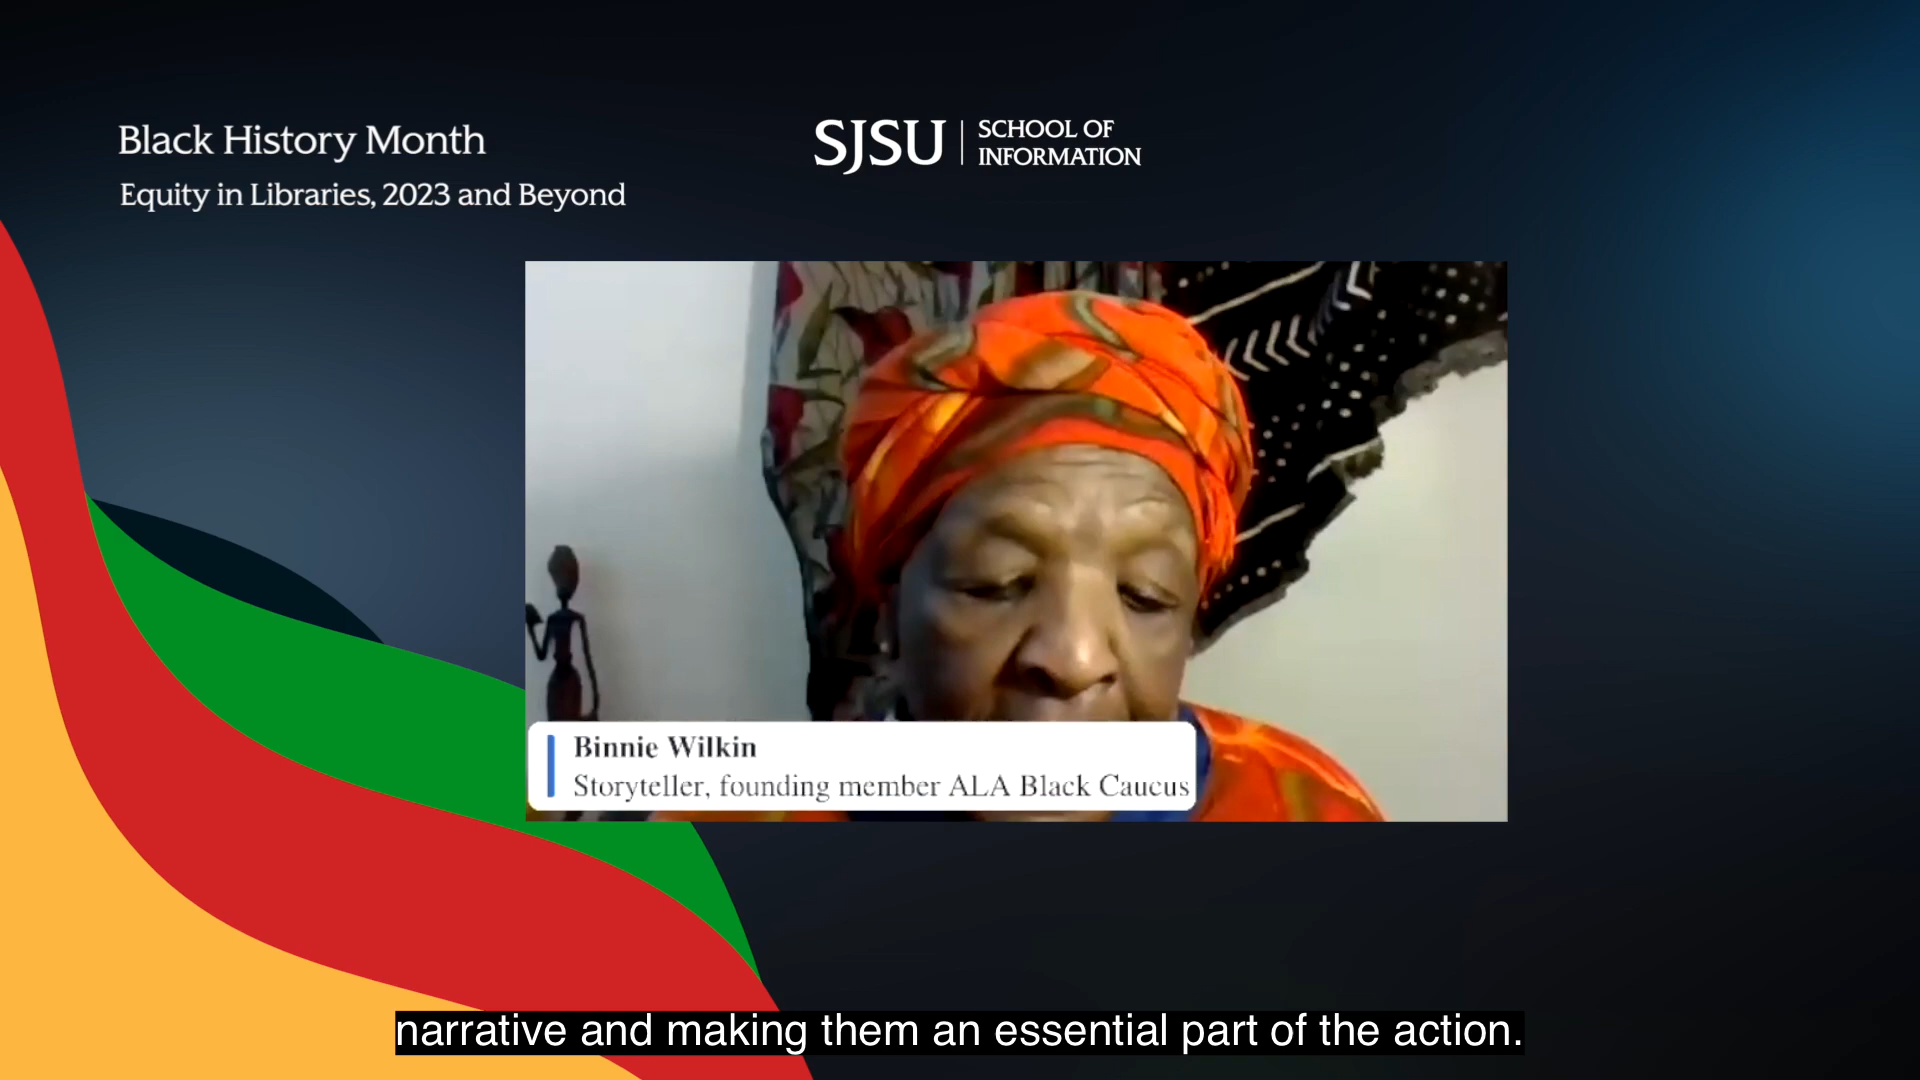 Black History Month
Equity in Libraries, 2023 and Beyond
SJSU
SCHOOL OF
INFORMATION
Binnie Wilkin
Storyteller, founding member ALA Black Caucus
narrative and making them an essential part of the action.